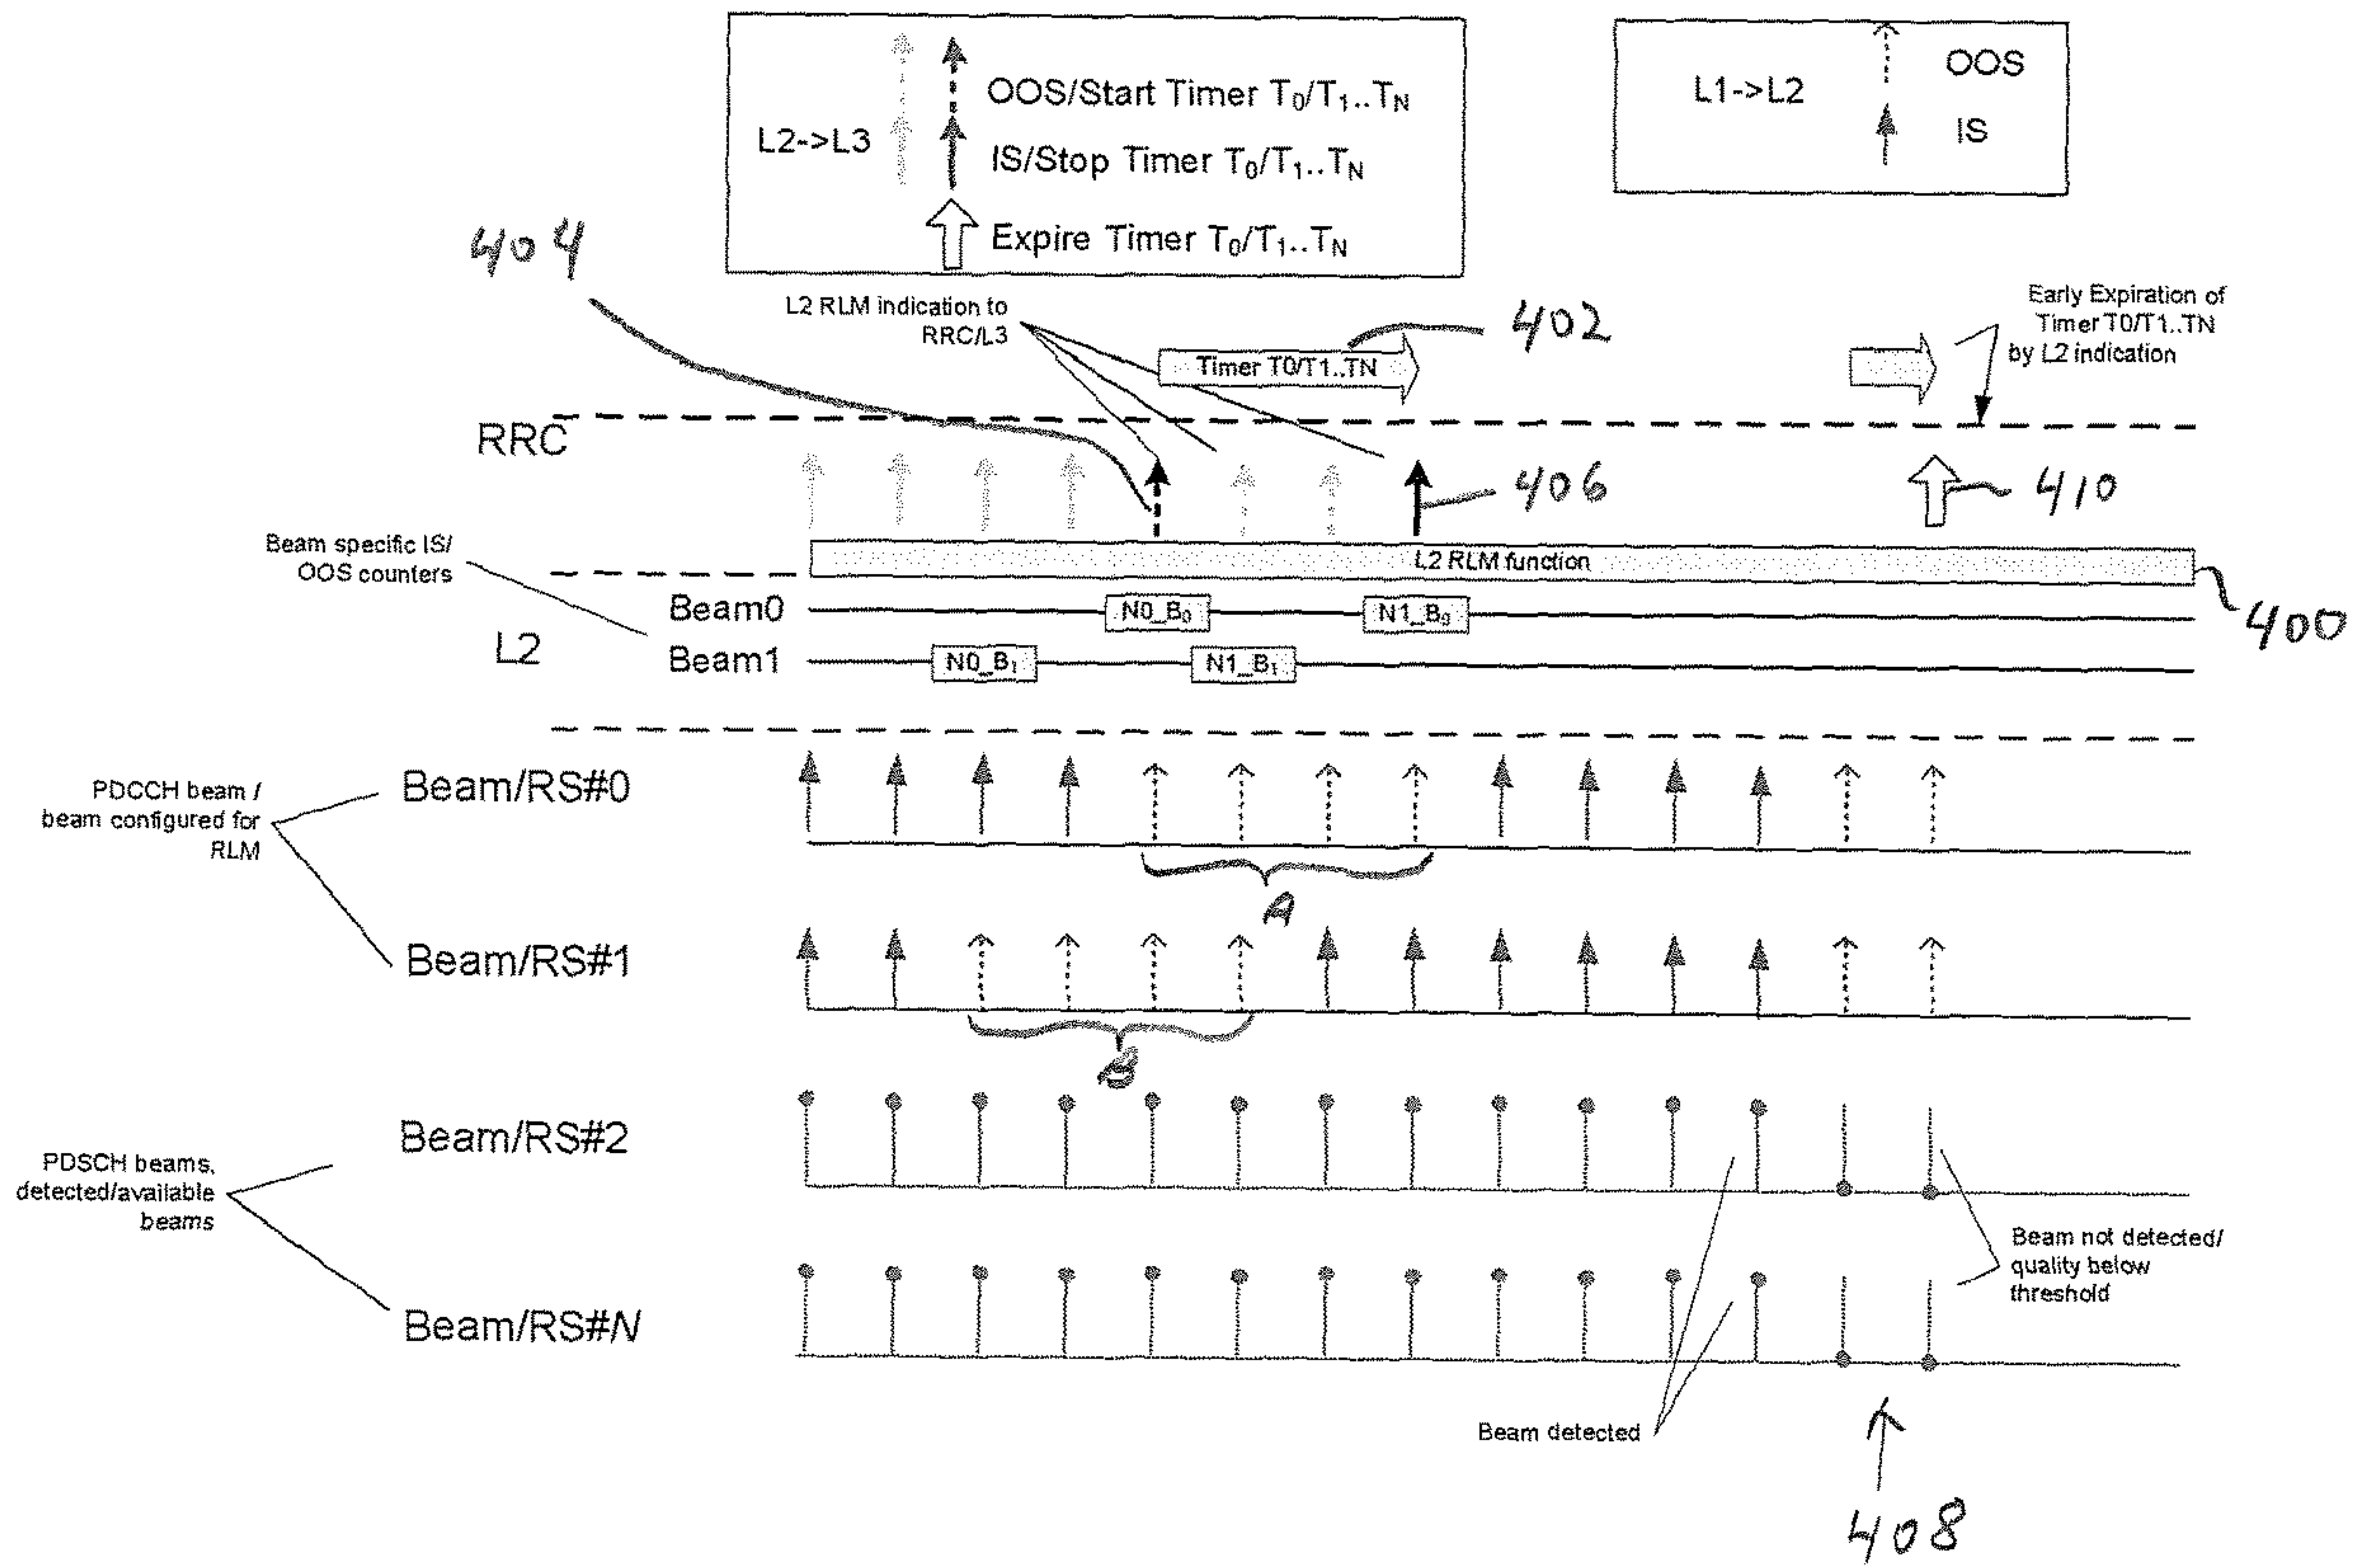 L2->L3
OOS/Start Timer T₀/T₁..T_N
IS/Stop Timer T₀/T₁..T_N
Expire Timer T₀/T₁..T_N
L1->L2
OOS
IS
404
L2 RLM indication to
RRC/L3
402
Timer T0/T1..TN
Early Expiration of
Timer T0/T1..TN
by L2 indication
RRC
406
410
Beam specific IS/
OOS counters
L2 RLM function
400
L2
Beam0
N0_B₀
N1_B₀
Beam1
N0_B₁
N1_B₁
PDCCH beam /
beam configured for
RLM
Beam/RS#0
A
Beam/RS#1
B
Beam/RS#2
PDSCH beams,
detected/available
beams
Beam not detected/
quality below
threshold
Beam/RS#N
Beam detected
408